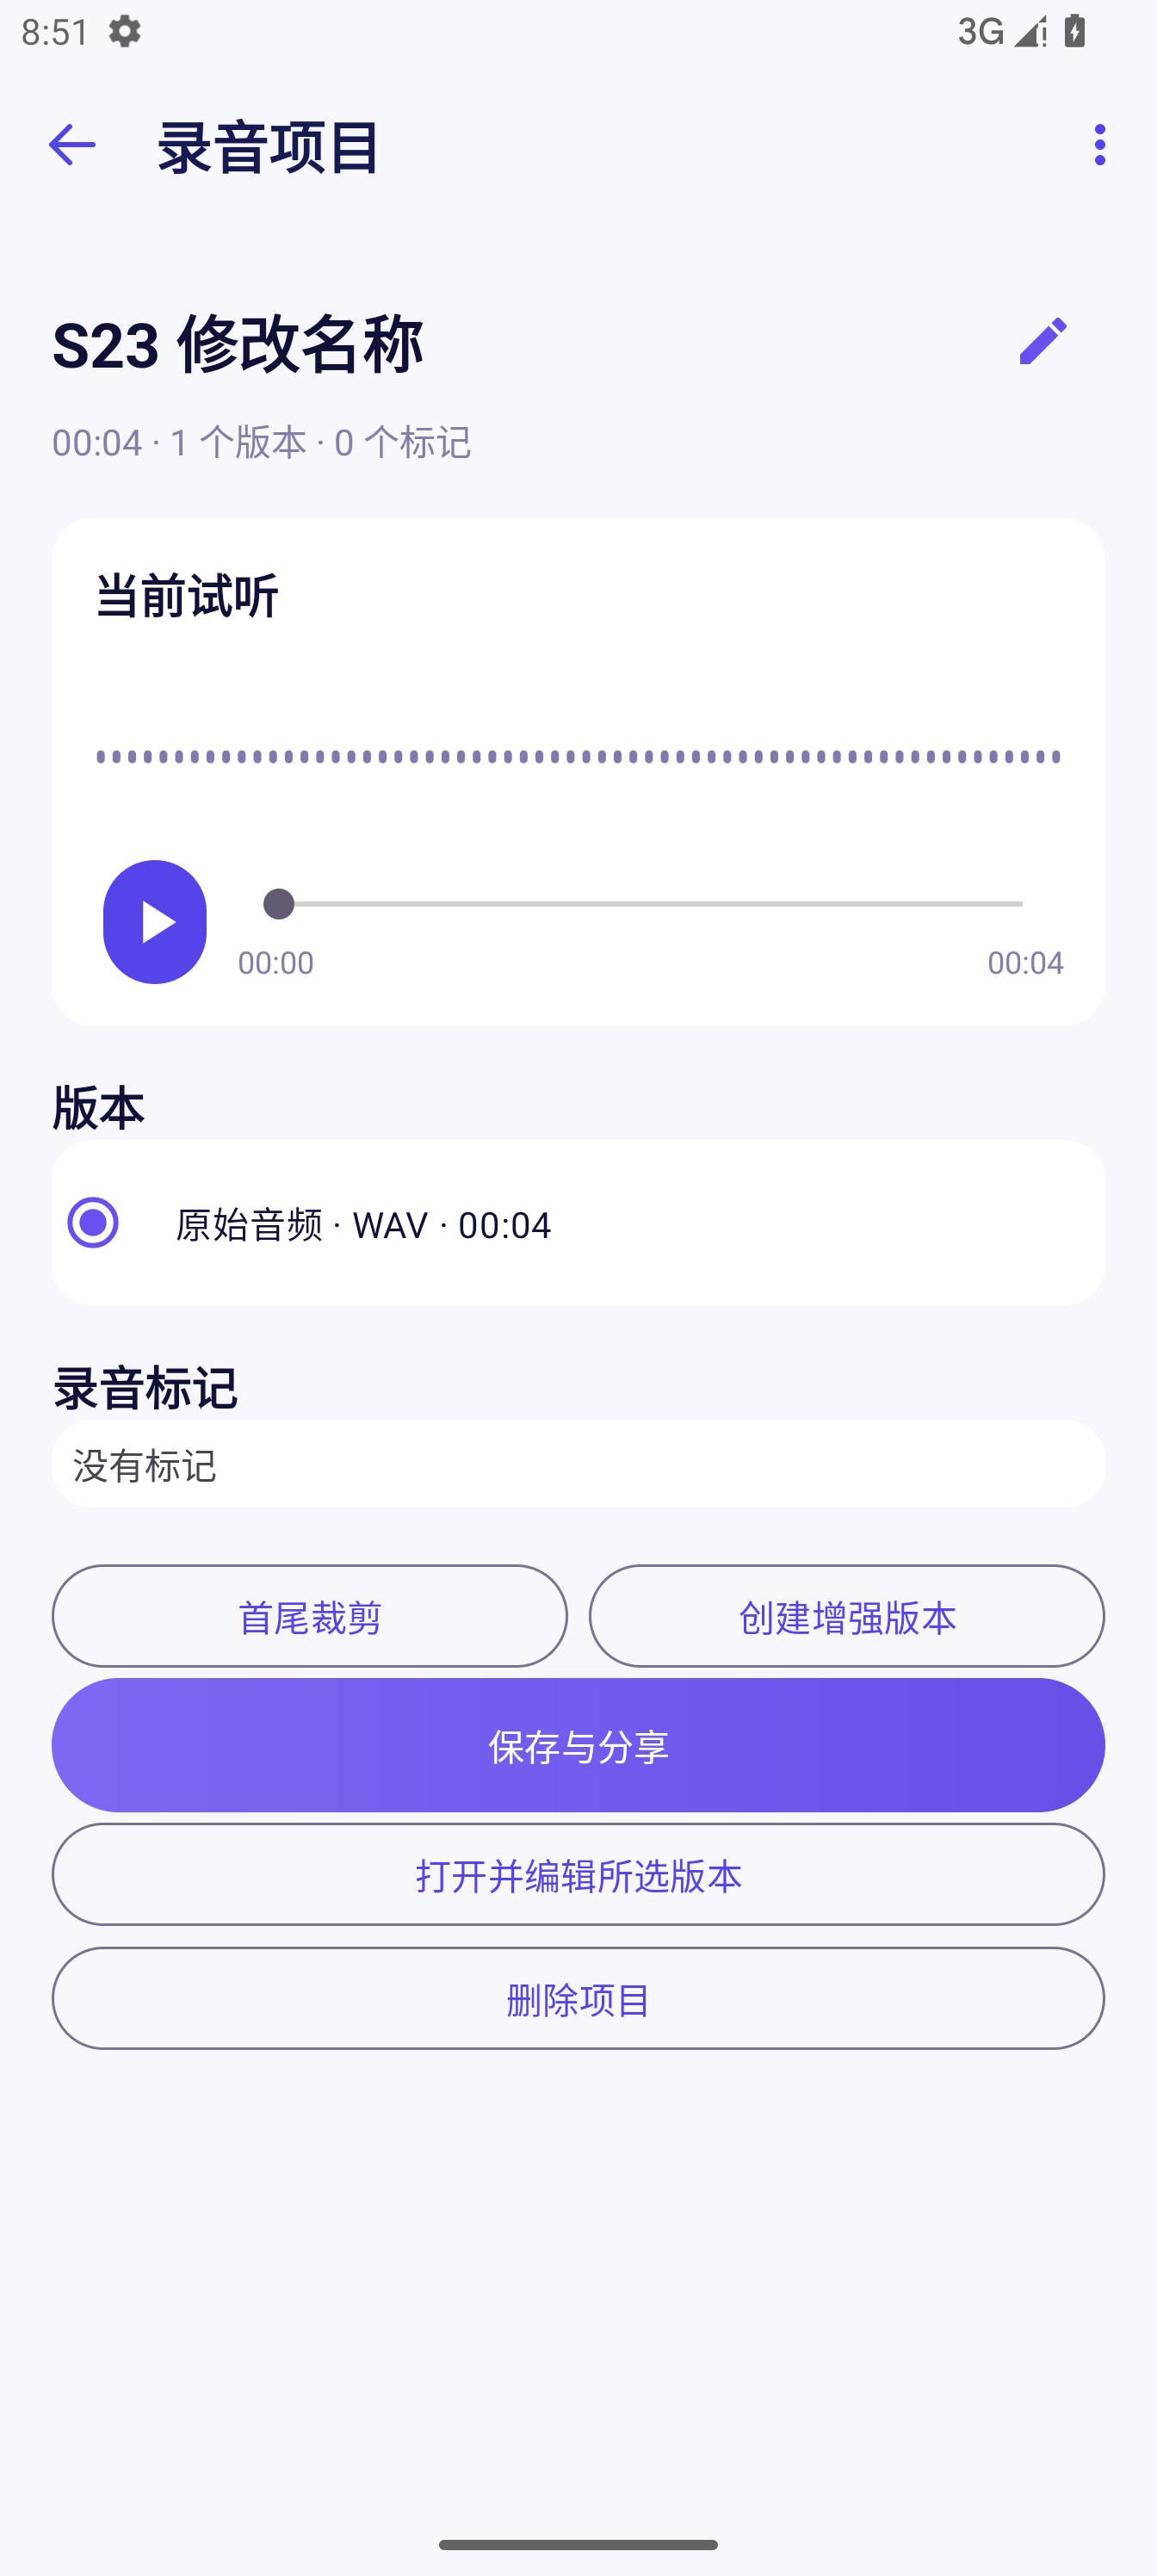 8:51
3G
录音项目
S23 修改名称
00:04 · 1 个版本 · 0 个标记
当前试听
00:00
00:04
版本
原始音频 · WAV · 00:04
录音标记
没有标记
首尾裁剪
创建增强版本
保存与分享
打开并编辑所选版本
删除项目